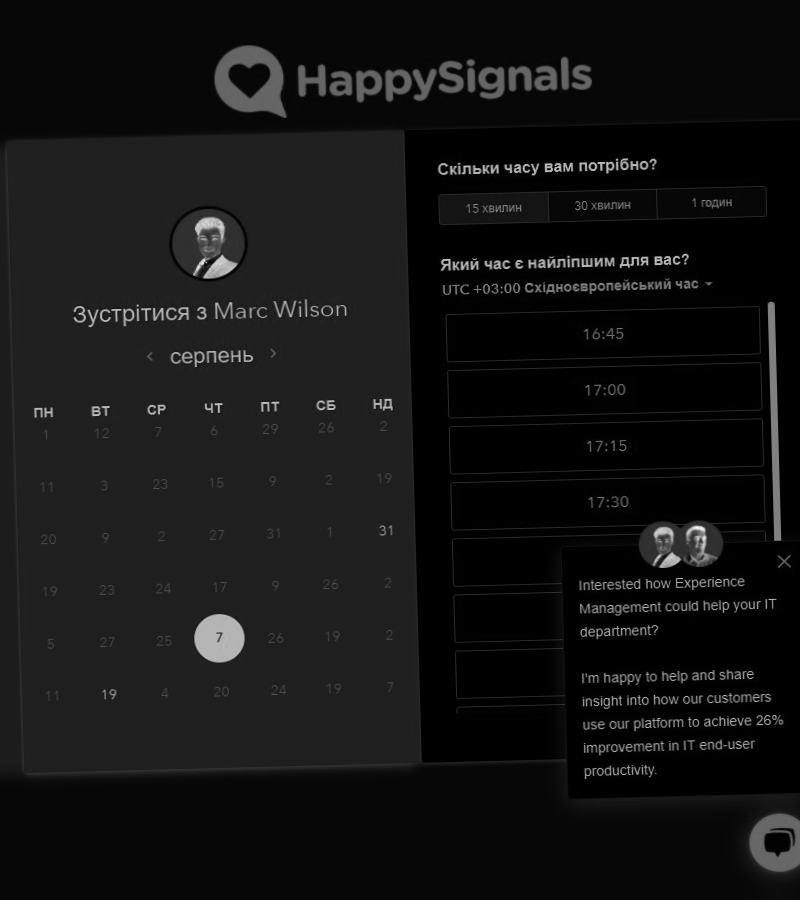 HappySignals
Зустрітися з Marc Wilson
серпень
ПН ВТ СР ЧТ ПТ СБ НД
1 12 7 6 29 26 2
11 3 23 15 9 2 19
20 9 2 27 31 1 31
19 23 24 17 9 26 2
5 27 25 7 26 19 2
11 19 4 20 24 19 7
Скільки часу вам потрібно?
15 хвилин 30 хвилин 1 годин
Який час є найліпшим для вас?
UTC +03:00 Східноєвропейський час
16:45
17:00
17:15
17:30
Interested how Experience
Management could help your IT
department?
I'm happy to help and share
insight into how our customers
use our platform to achieve 26%
improvement in IT end-user
productivity.